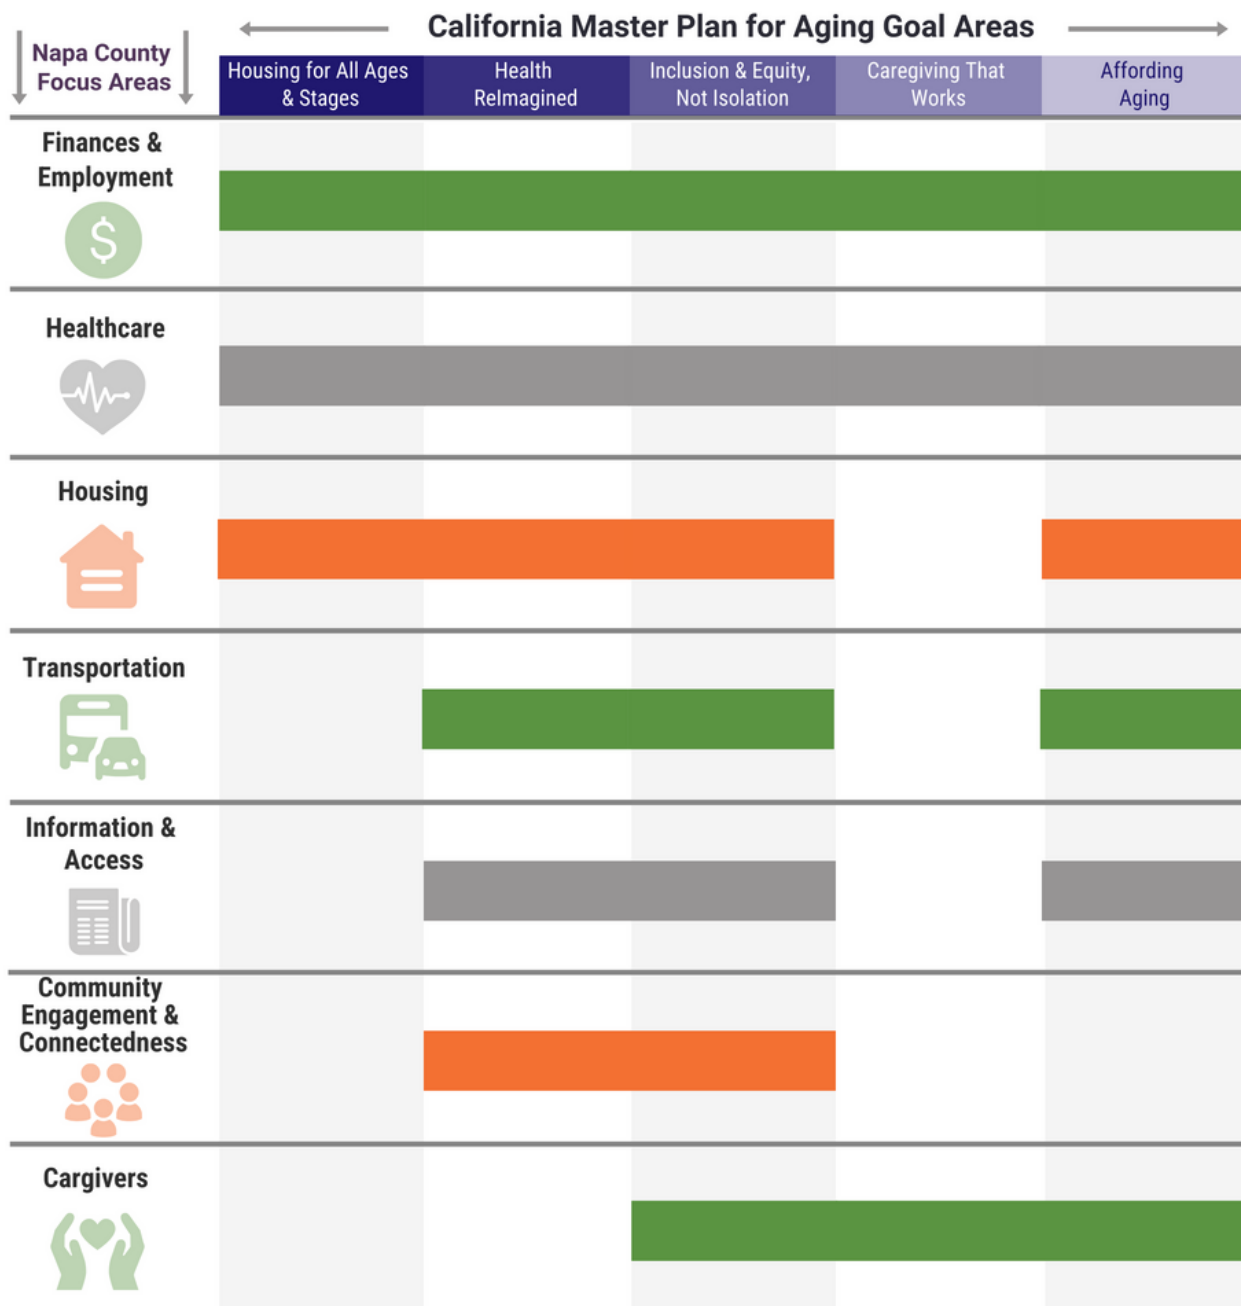 California Master Plan for Aging Goal Areas
Napa County
Focus Areas
Housing for All Ages
& Stages
Health
ReImagined
Inclusion & Equity,
Not Isolation
Caregiving That
Works
Affording
Aging
Finances &
Employment
$
Healthcare
Housing
Transportation
Information &
Access
Community
Engagement &
Connectedness
Cargivers